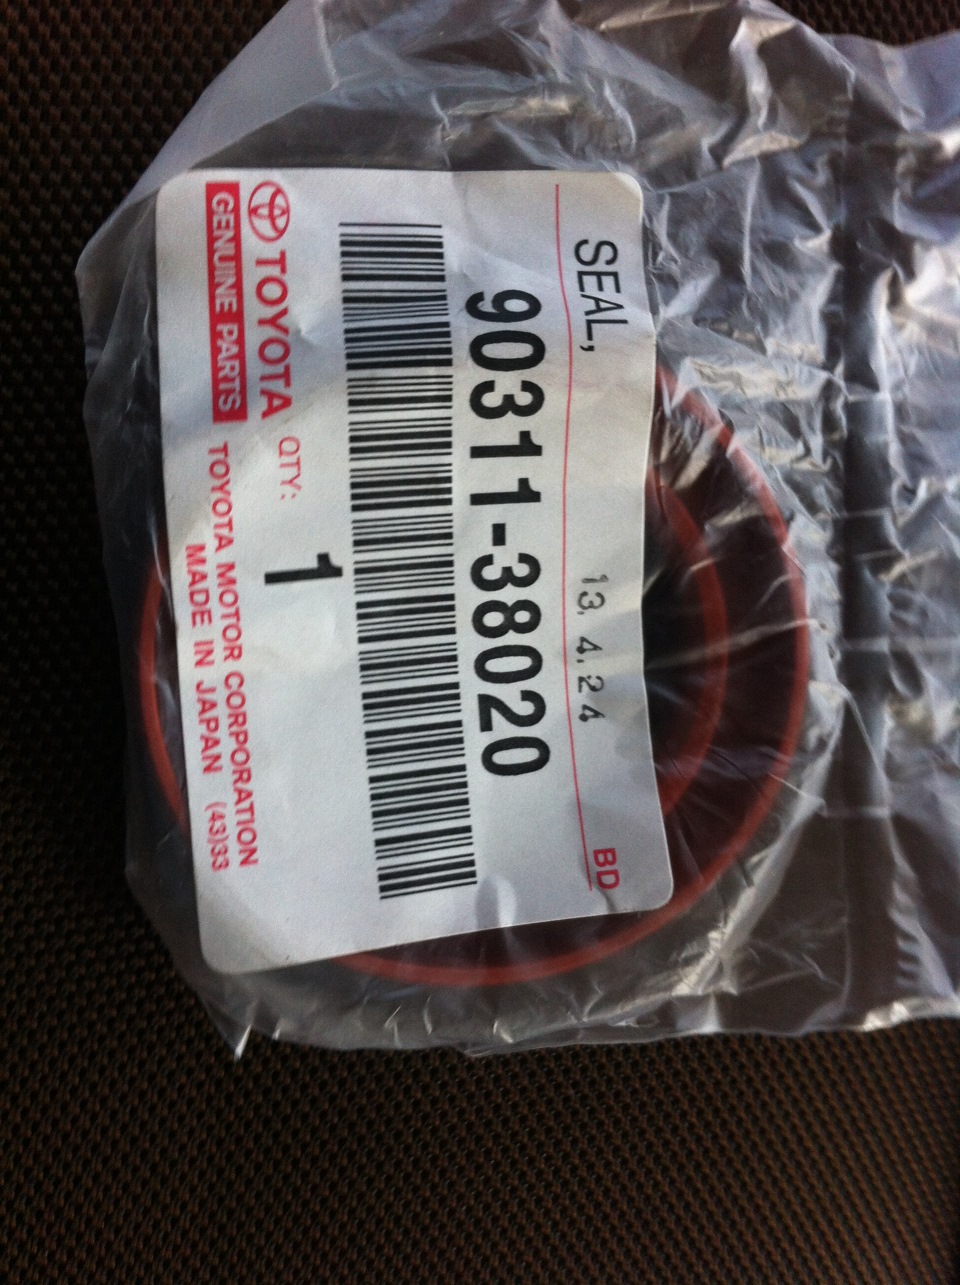 SEAL,
13, 4,24
BD
90311-38020
TOYOTA
QTY:
1
GENUINE PARTS
TOYOTA MOTOR CORPORATION
MADE IN JAPAN (43)33